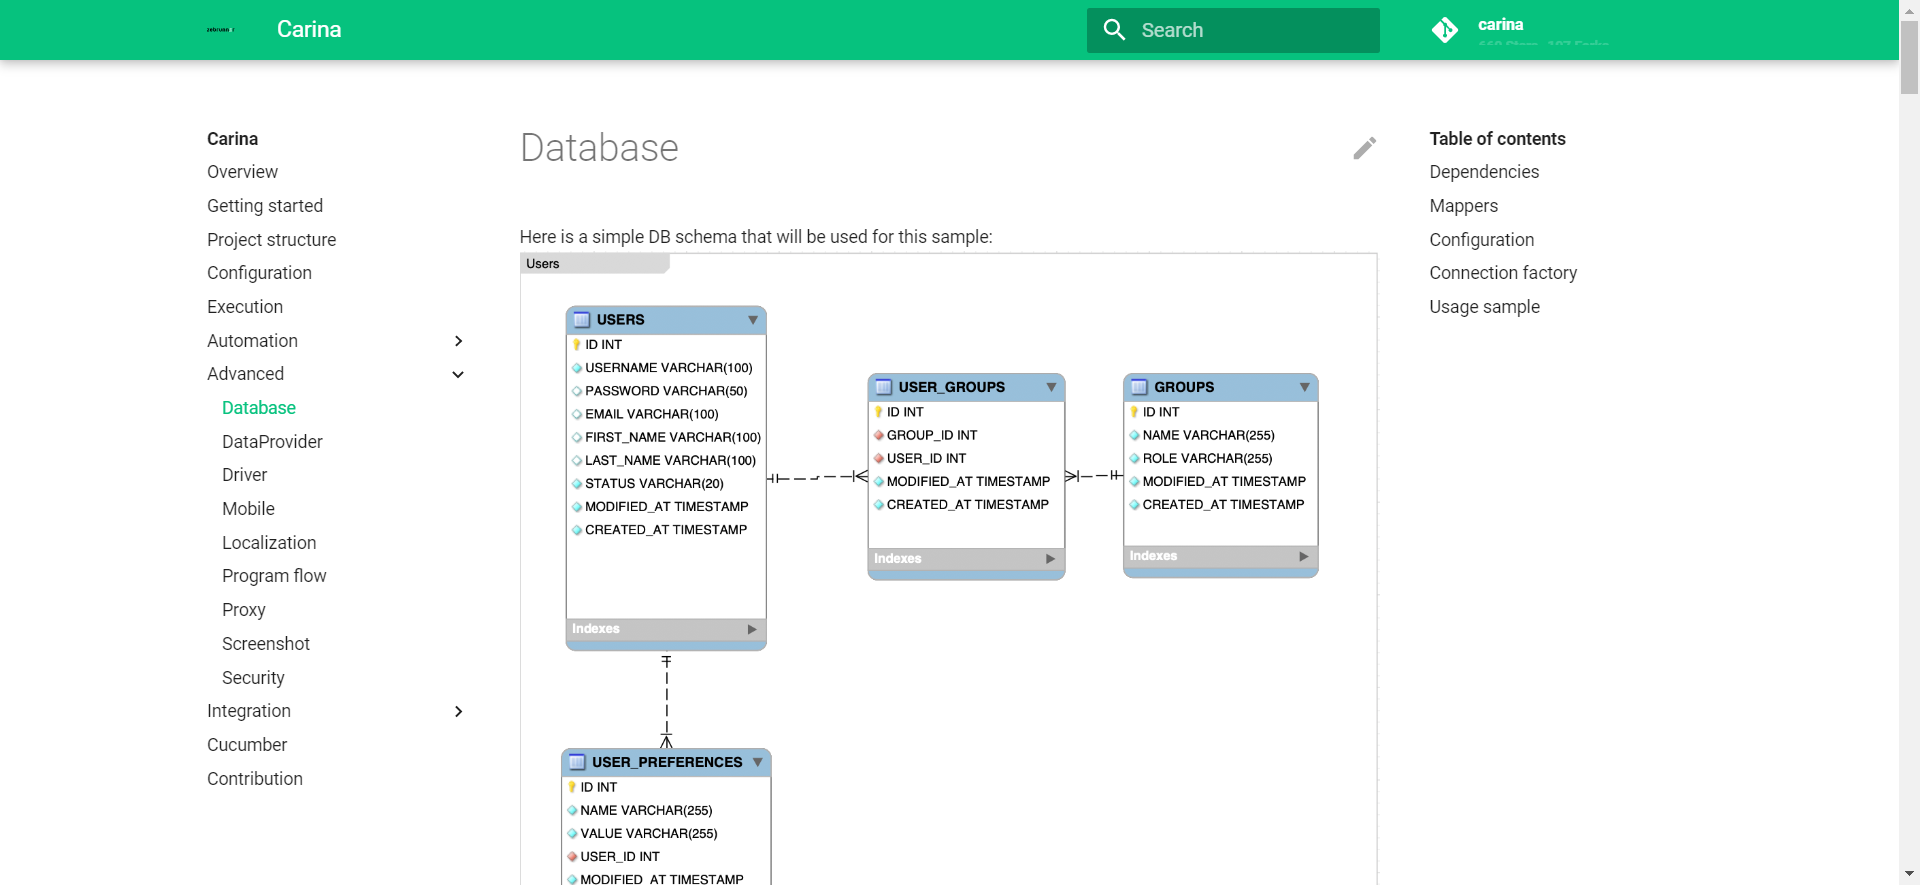 Carina
Search
carina
Carina
Overview
Getting started
Project structure
Configuration
Execution
Automation
Advanced
Database
DataProvider
Driver
Mobile
Localization
Program flow
Proxy
Screenshot
Security
Integration
Cucumber
Contribution
Database
Here is a simple DB schema that will be used for this sample:
Users
USERS
ID INT
USERNAME VARCHAR(100)
PASSWORD VARCHAR(50)
EMAIL VARCHAR(100)
FIRST_NAME VARCHAR(100)
LAST_NAME VARCHAR(100)
STATUS VARCHAR(20)
MODIFIED_AT TIMESTAMP
CREATED_AT TIMESTAMP
Indexes
USER_GROUPS
ID INT
GROUP_ID INT
USER_ID INT
MODIFIED_AT TIMESTAMP
CREATED_AT TIMESTAMP
Indexes
GROUPS
ID INT
NAME VARCHAR(255)
ROLE VARCHAR(255)
MODIFIED_AT TIMESTAMP
CREATED_AT TIMESTAMP
Indexes
USER_PREFERENCES
ID INT
NAME VARCHAR(255)
VALUE VARCHAR(255)
USER_ID INT
MODIFIED_AT TIMESTAMP
Table of contents
Dependencies
Mappers
Configuration
Connection factory
Usage sample